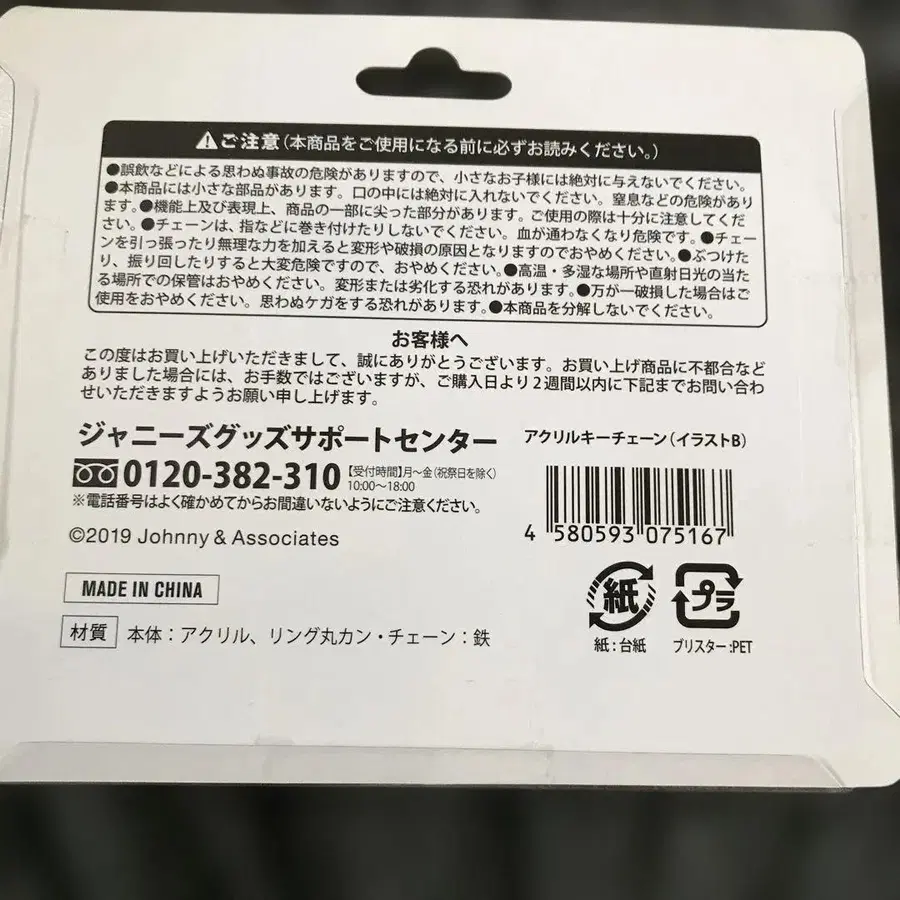 ⚠ご注意(本商品をご使用になる前に必ずお読みください。)
●誤飲などによる思わぬ事故の危険がありますので、小さなお子様には絶対に与えないでください。
●本商品には小さな部品があります。口の中には絶対に入れないでください。窒息などの危険があり
ます。●機能上及び表現上、商品の一部に尖った部分があります。ご使用の際は十分に注意してくだ
さい。●チェーンは、指などに巻き付けたりしないでください。血が通わなくなり危険です。●チェー
ンを引っ張ったり無理な力を加えると変形や破損の原因となりますのでおやめください。●ぶつけた
り、振り回したりすると大変危険ですので、おやめください。●高温・多湿な場所や直射日光の当た
る場所での保管はおやめください。変形または劣化する恐れがあります。●万が一破損した場合はご
使用をおやめください。思わぬケガをする恐れがあります。●本商品を分解しないでください。
お客様へ
この度はお買い上げいただきまして、誠にありがとうございます。お買い上げ商品に不都合など
ありました場合には、お手数ではございますが、ご購入日より2週間以内に下記までお問い合わ
せいただきますようお願い申し上げます。
ジャニーズグッズサポートセンター
0120-382-310 【受付時間】月〜金(祝祭日を除く)
10:00〜18:00
※電話番号はよく確かめてからお間違いないようにご注意ください。
©2019 Johnny & Associates
アクリルキーチェーン(イラストB)
4 580593 075167
MADE IN CHINA
材質 本体:アクリル、リング丸カン・チェーン:鉄
紙
プラ
紙:台紙
ブリスター:PET